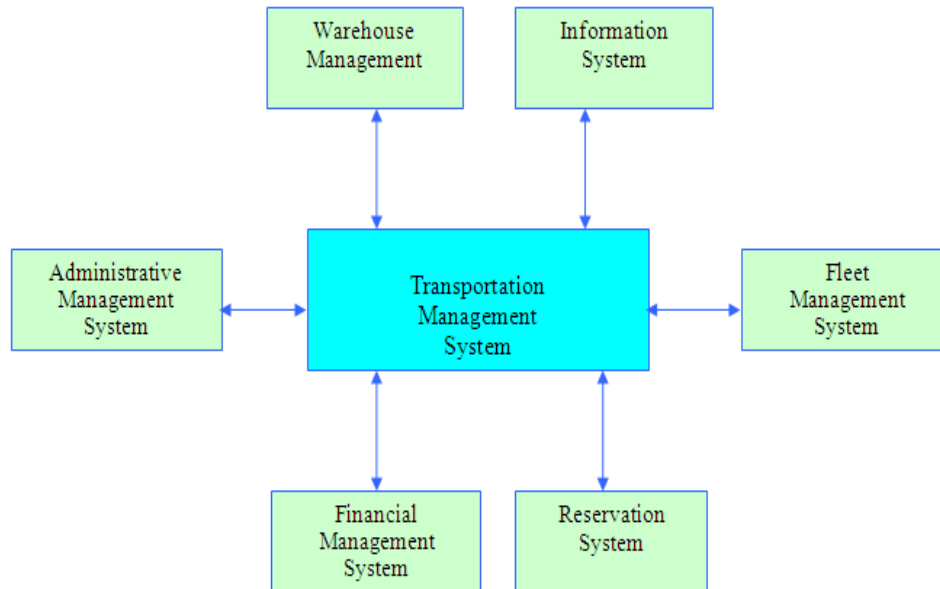 Warehouse
Management
Information
System
Administrative
Management
System
Transportation
Management
System
Fleet
Management
System
Financial
Management
System
Reservation
System